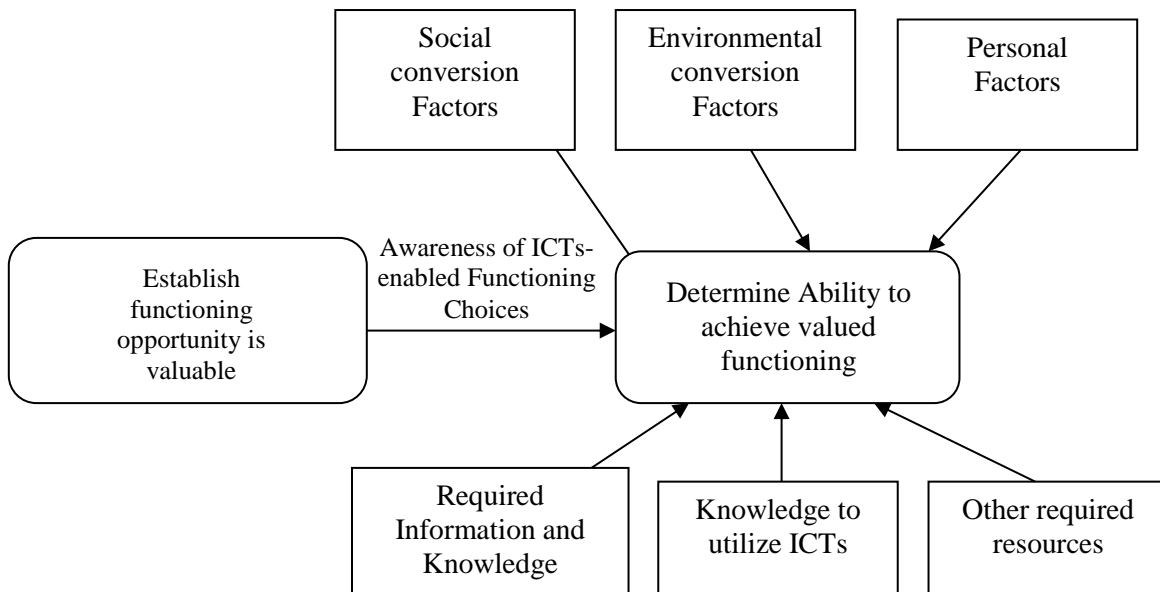 Social
conversion
Factors
Environmental
conversion
Factors
Personal
Factors
Establish
functioning
opportunity is
valuable
Awareness of ICTs-
enabled Functioning
Choices
Determine Ability to
achieve valued
functioning
Required
Information and
Knowledge
Knowledge to
utilize ICTs
Other required
resources